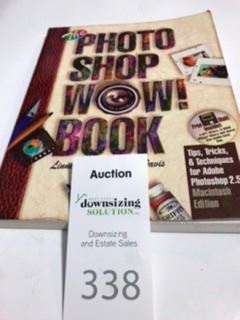 THE
PHOTO
SHOP
WOW!
BOOK
Tips, Tricks,
& Techniques
for Adobe
Photoshop 2.5
Macintosh
Edition
Auction
downsizing
SOLUTION
Downsizing
and Estate Sales
338